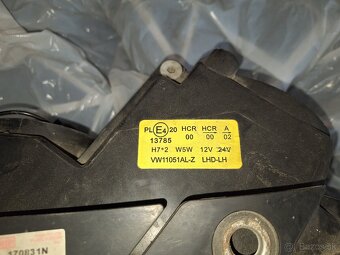 PL E4 20 HCR HCR A
13785 00 00 02
H7*2 W5W 12V 24V
VW11051AL-Z LHD-LH
170831N